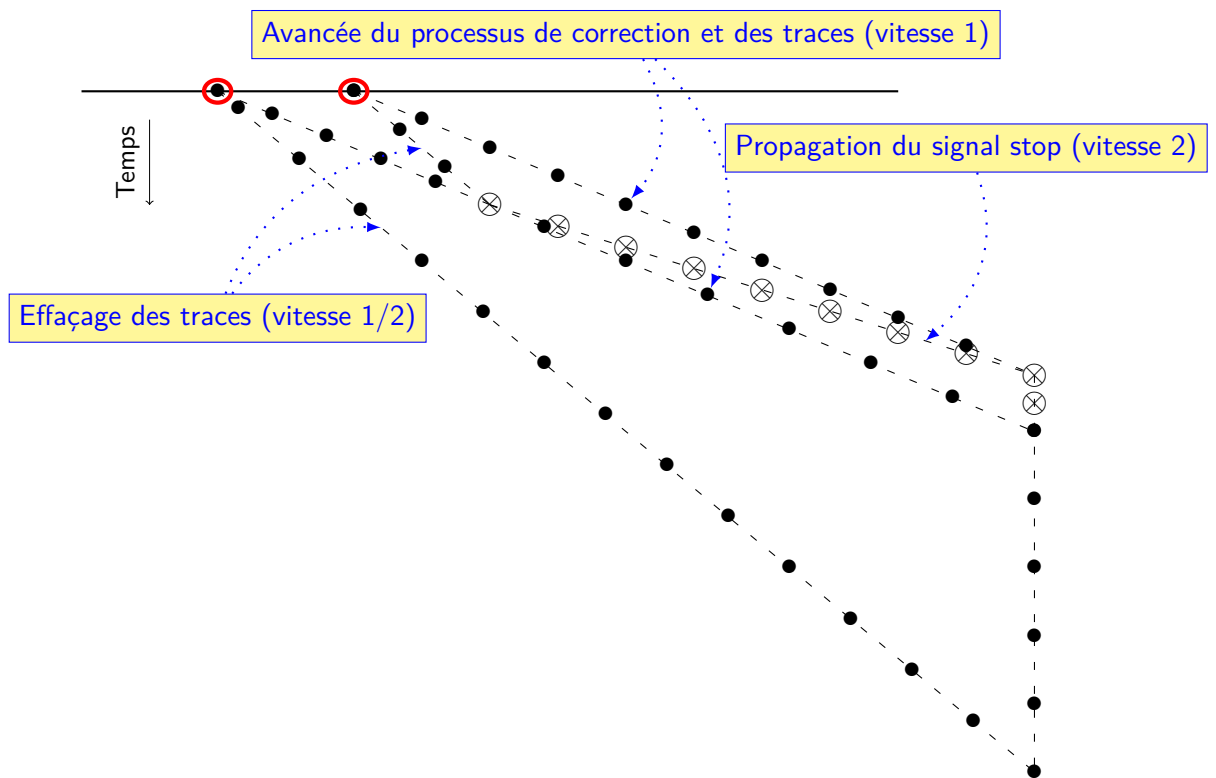 Avancée du processus de correction et des traces (vitesse 1)
Temps
Propagation du signal stop (vitesse 2)
Effaçage des traces (vitesse 1/2)